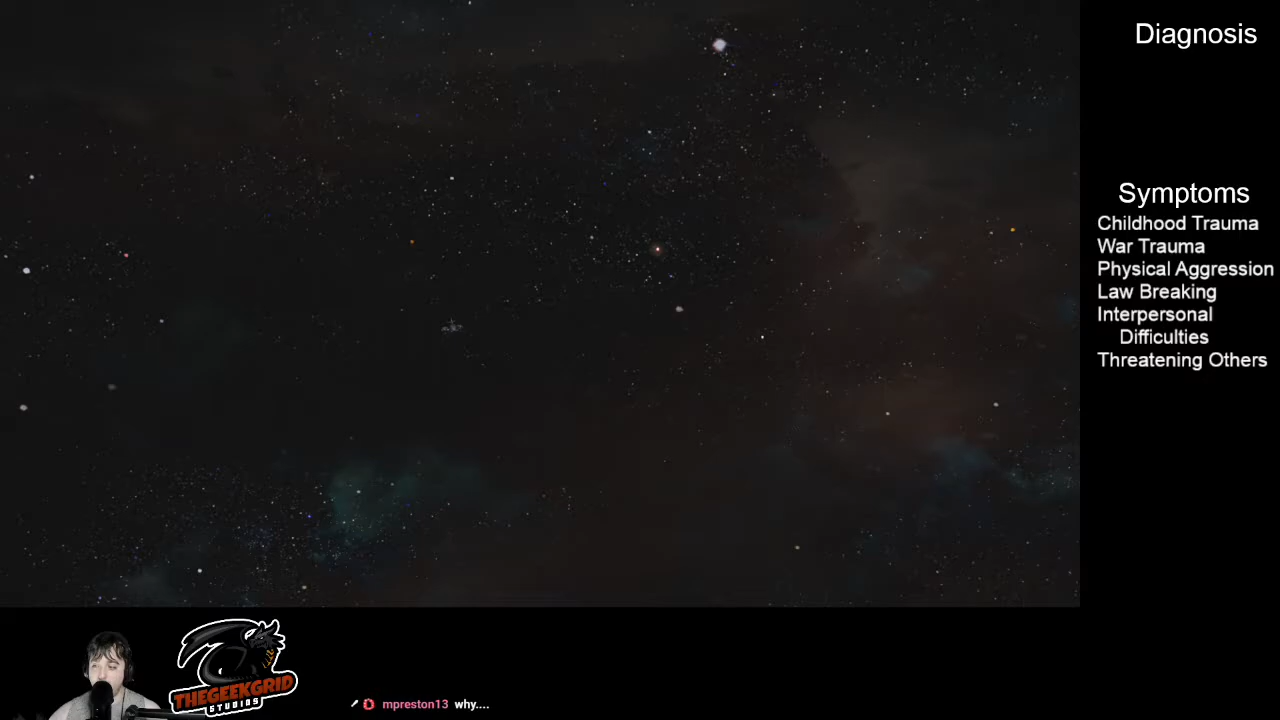 Diagnosis
Symptoms
Childhood Trauma
War Trauma
Physical Aggression
Law Breaking
Interpersonal
Difficulties
Threatening Others
THEGEEKGRID
STUDIOS
mpreston13 why....